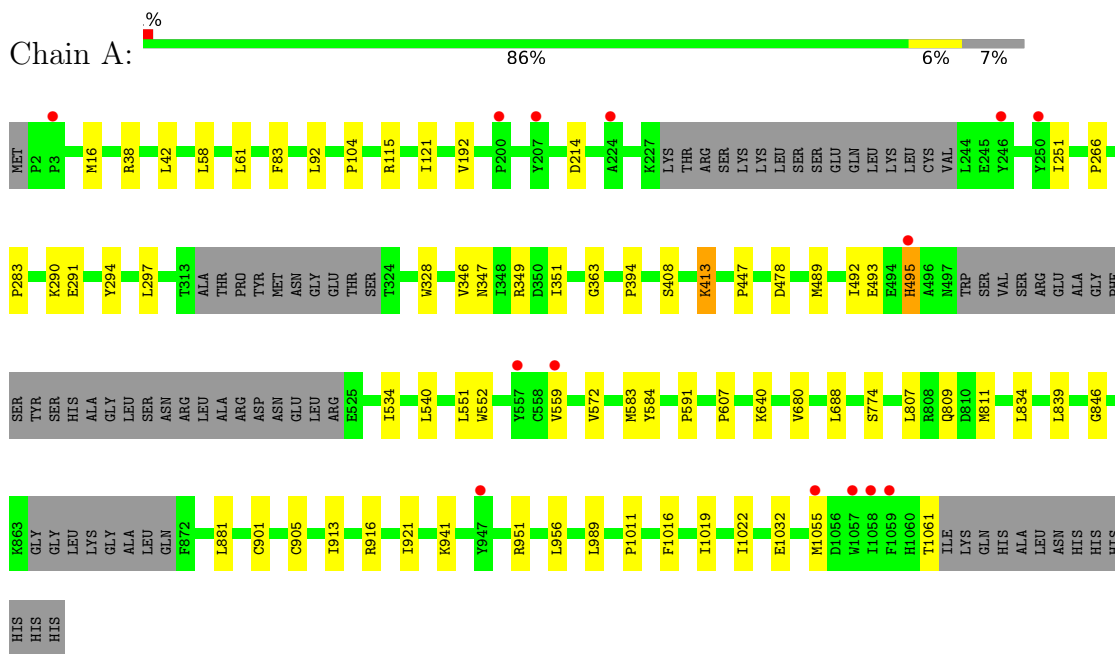 .%
Chain A:
86% 6% 7%
MET P2 P3 M16 R38 L42 L58 L61 F83 L92 P104 R115 I121 V192 P200 Y207 D214 A224 K227 LYS THR ARG SER LYS LYS LEU SER SER GLU GLN LEU LYS LEU CYS VAL L244 E245 Y246 Y250 I251 P266
P283 K290 E291 Y294 L297 T313 ALA THR PRO TYR MET ASN GLY GLU THR SER T324 W328 V346 N347 I348 R349 D350 I351 G363 P394 S408 K413 P447 D478 M489 I492 E493 E494 H495 A496 N497 TRP SER VAL SER ARG GLU ALA GLY PHE
SER TYR SER HIS ALA GLY LEU SER ASN ARG LEU ALA ARG ASP ASN GLU LEU ARG E525 I534 L540 L551 W552 Y557 C558 V559 V572 M583 Y584 P591 P607 K640 V680 L688 S774 L807 R808 Q809 D810 M811 L834 L839 G846
K863 GLY GLY LEU LYS GLY ALA LEU GLN F872 L881 C901 C905 I913 R916 I921 K941 Y947 R951 L956 L989 P1011 F1016 I1019 I1022 E1032 M1055 D1056 W1057 I1058 F1059 H1060 T1061 ILE LYS GLN HIS ALA LEU ASN HIS HIS HIS
HIS HIS HIS